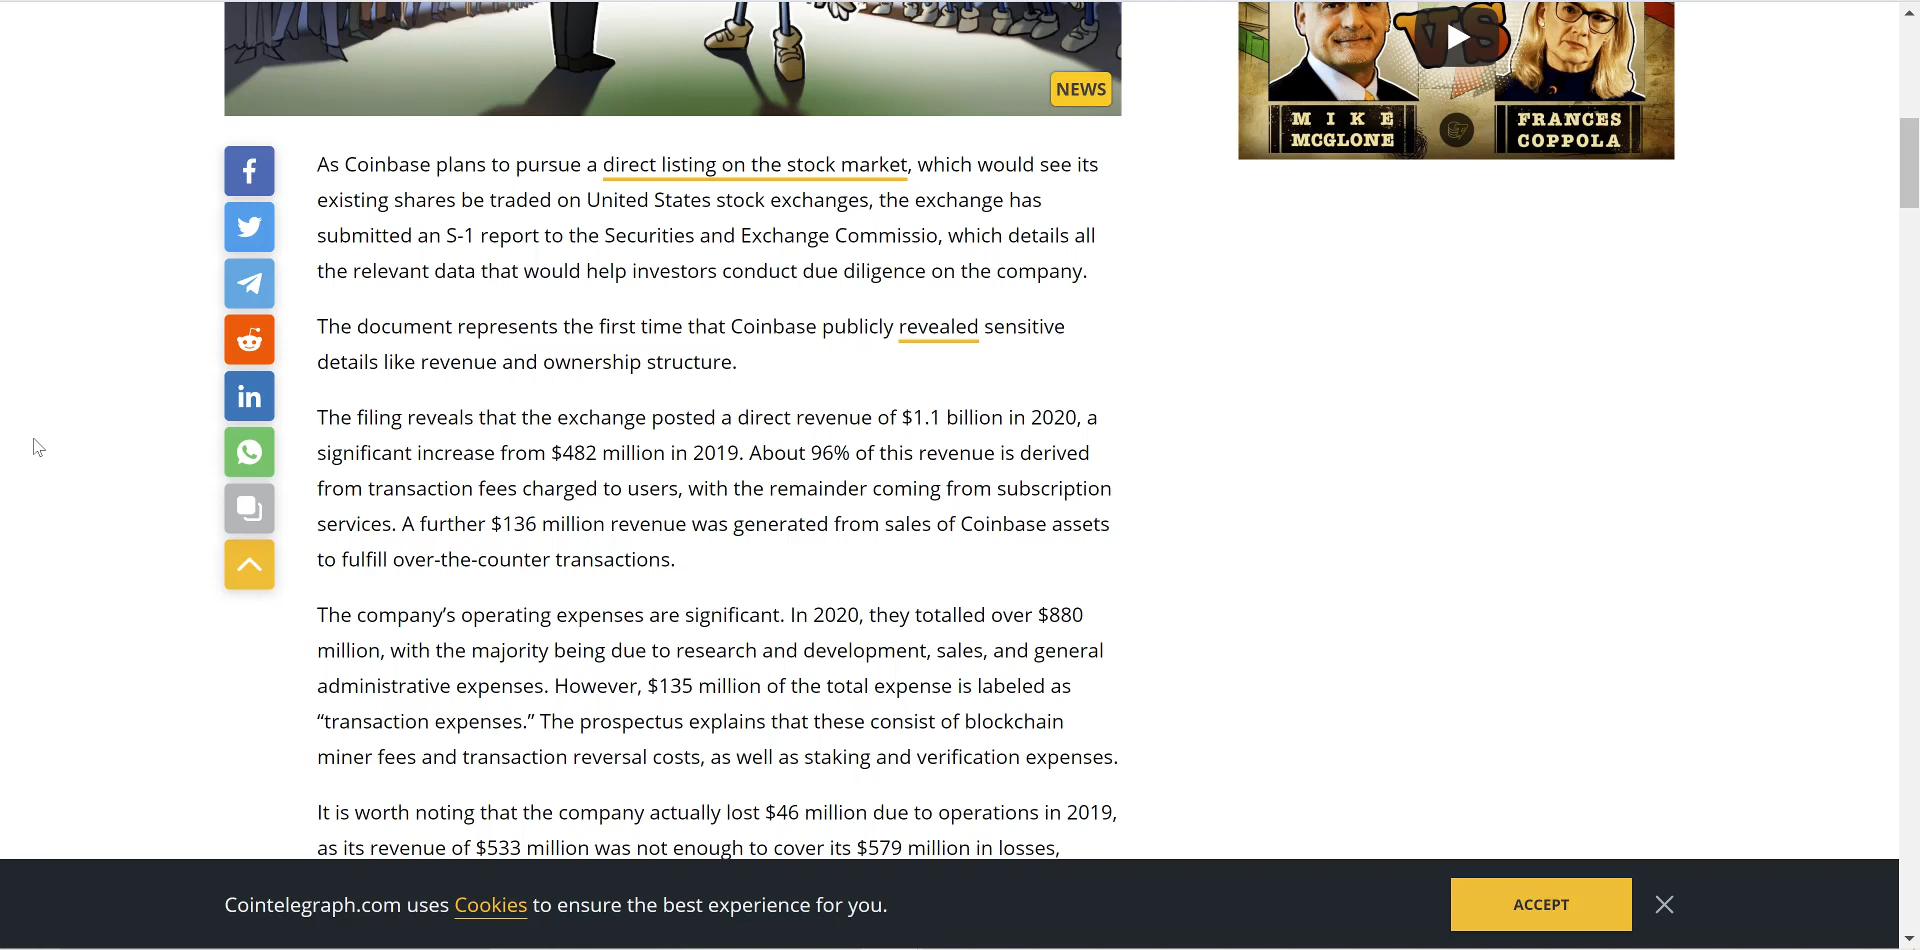 VS
NEWS
MIKE
MCGLONE
FRANCES
COPPOLA
As Coinbase plans to pursue a direct listing on the stock market, which would see its
existing shares be traded on United States stock exchanges, the exchange has
submitted an S-1 report to the Securities and Exchange Commissio, which details all
the relevant data that would help investors conduct due diligence on the company.
The document represents the first time that Coinbase publicly revealed sensitive
details like revenue and ownership structure.
The filing reveals that the exchange posted a direct revenue of $1.1 billion in 2020, a
significant increase from $482 million in 2019. About 96% of this revenue is derived
from transaction fees charged to users, with the remainder coming from subscription
services. A further $136 million revenue was generated from sales of Coinbase assets
to fulfill over-the-counter transactions.
The company’s operating expenses are significant. In 2020, they totalled over $880
million, with the majority being due to research and development, sales, and general
administrative expenses. However, $135 million of the total expense is labeled as
“transaction expenses.” The prospectus explains that these consist of blockchain
miner fees and transaction reversal costs, as well as staking and verification expenses.
It is worth noting that the company actually lost $46 million due to operations in 2019,
as its revenue of $533 million was not enough to cover its $579 million in losses,
Cointelegraph.com uses Cookies to ensure the best experience for you.
ACCEPT